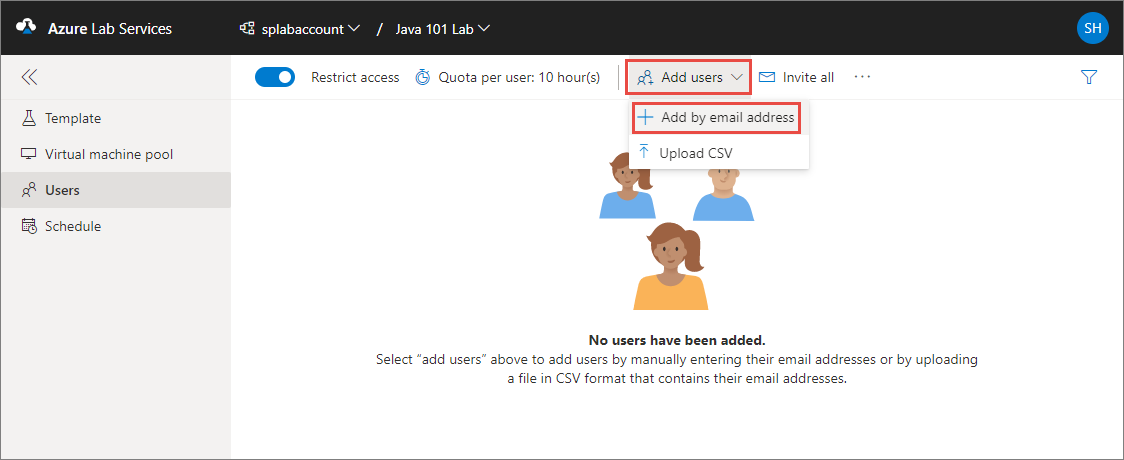 Azure Lab Services splabaccount / Java 101 Lab SH
Restrict access Quota per user: 10 hour(s) Add users Invite all ...
Template
Add by email address
Virtual machine pool
Upload CSV
Users
Schedule
No users have been added.
Select "add users" above to add users by manually entering their email addresses or by uploading
a file in CSV format that contains their email addresses.